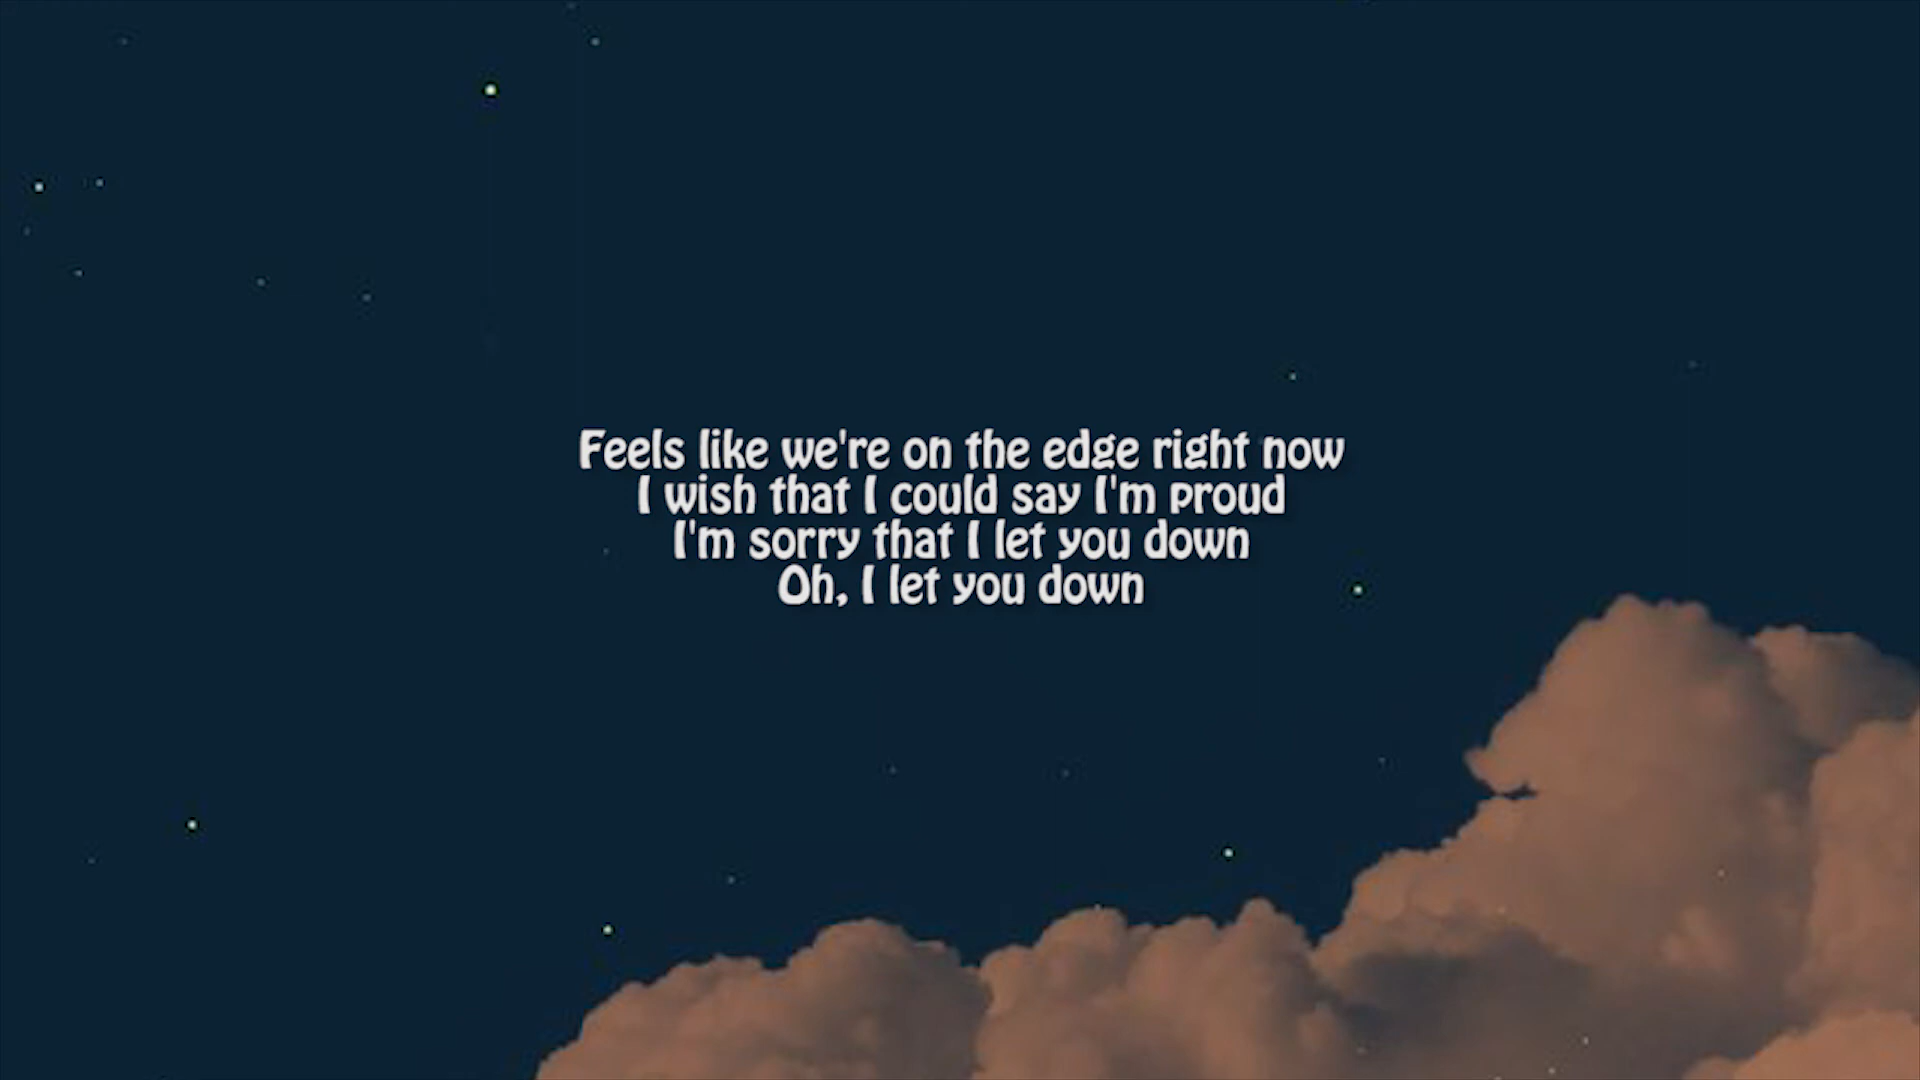 Feels like we're on the edge right now
I wish that I could say I'm proud
I'm sorry that I let you down
Oh, I let you down